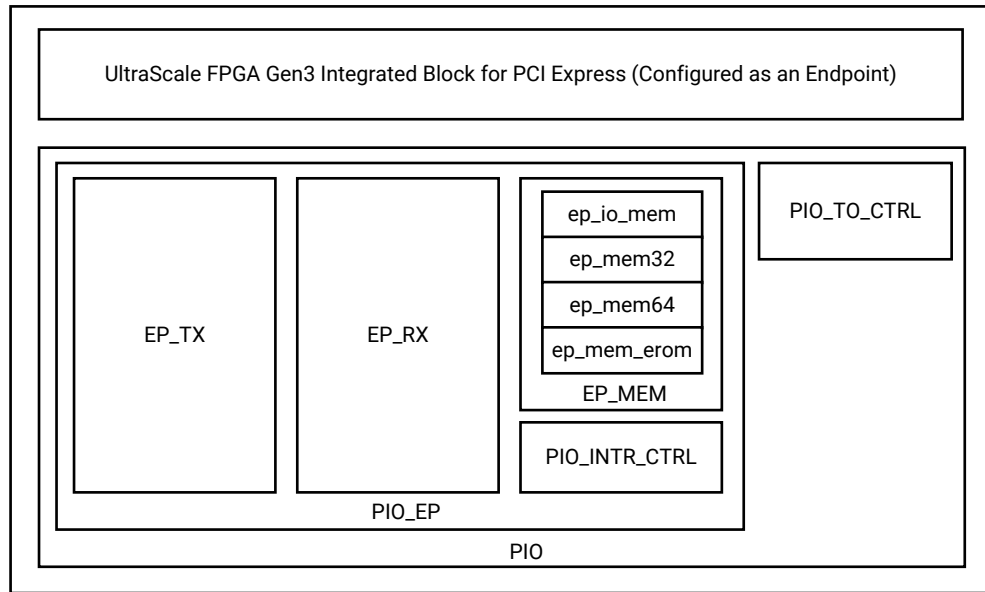 UltraScale FPGA Gen3 Integrated Block for PCI Express (Configured as an Endpoint)
EP_TX
EP_RX
ep_io_mem
ep_mem32
ep_mem64
ep_mem_erom
EP_MEM
PIO_INTR_CTRL
PIO_EP
PIO_TO_CTRL
PIO